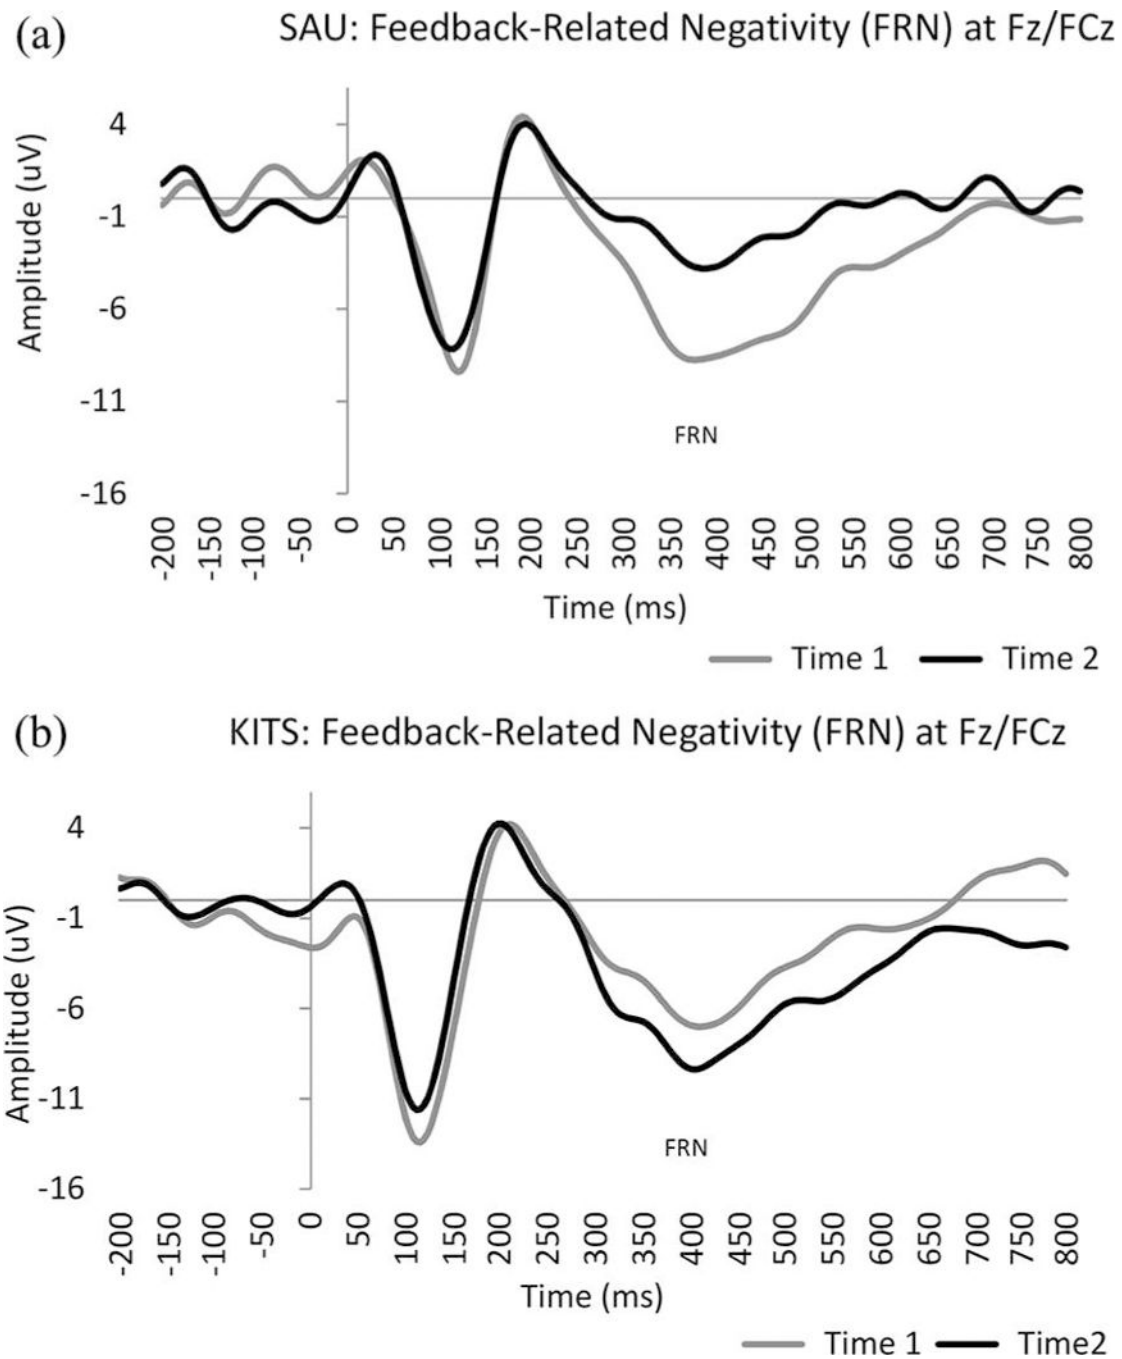 (a)
SAU: Feedback-Related Negativity (FRN) at Fz/FCz
Amplitude (uV)
4
-1
-6
-11
-16
FRN
-200 -150 -100 -50 0 50 100 150 200 250 300 350 400 450 500 550 600 650 700 750 800
Time (ms)
Time 1 Time 2
(b)
KITS: Feedback-Related Negativity (FRN) at Fz/FCz
Amplitude (uV)
4
-1
-6
-11
-16
FRN
-200 -150 -100 -50 0 50 100 150 200 250 300 350 400 450 500 550 600 650 700 750 800
Time (ms)
Time 1 Time2